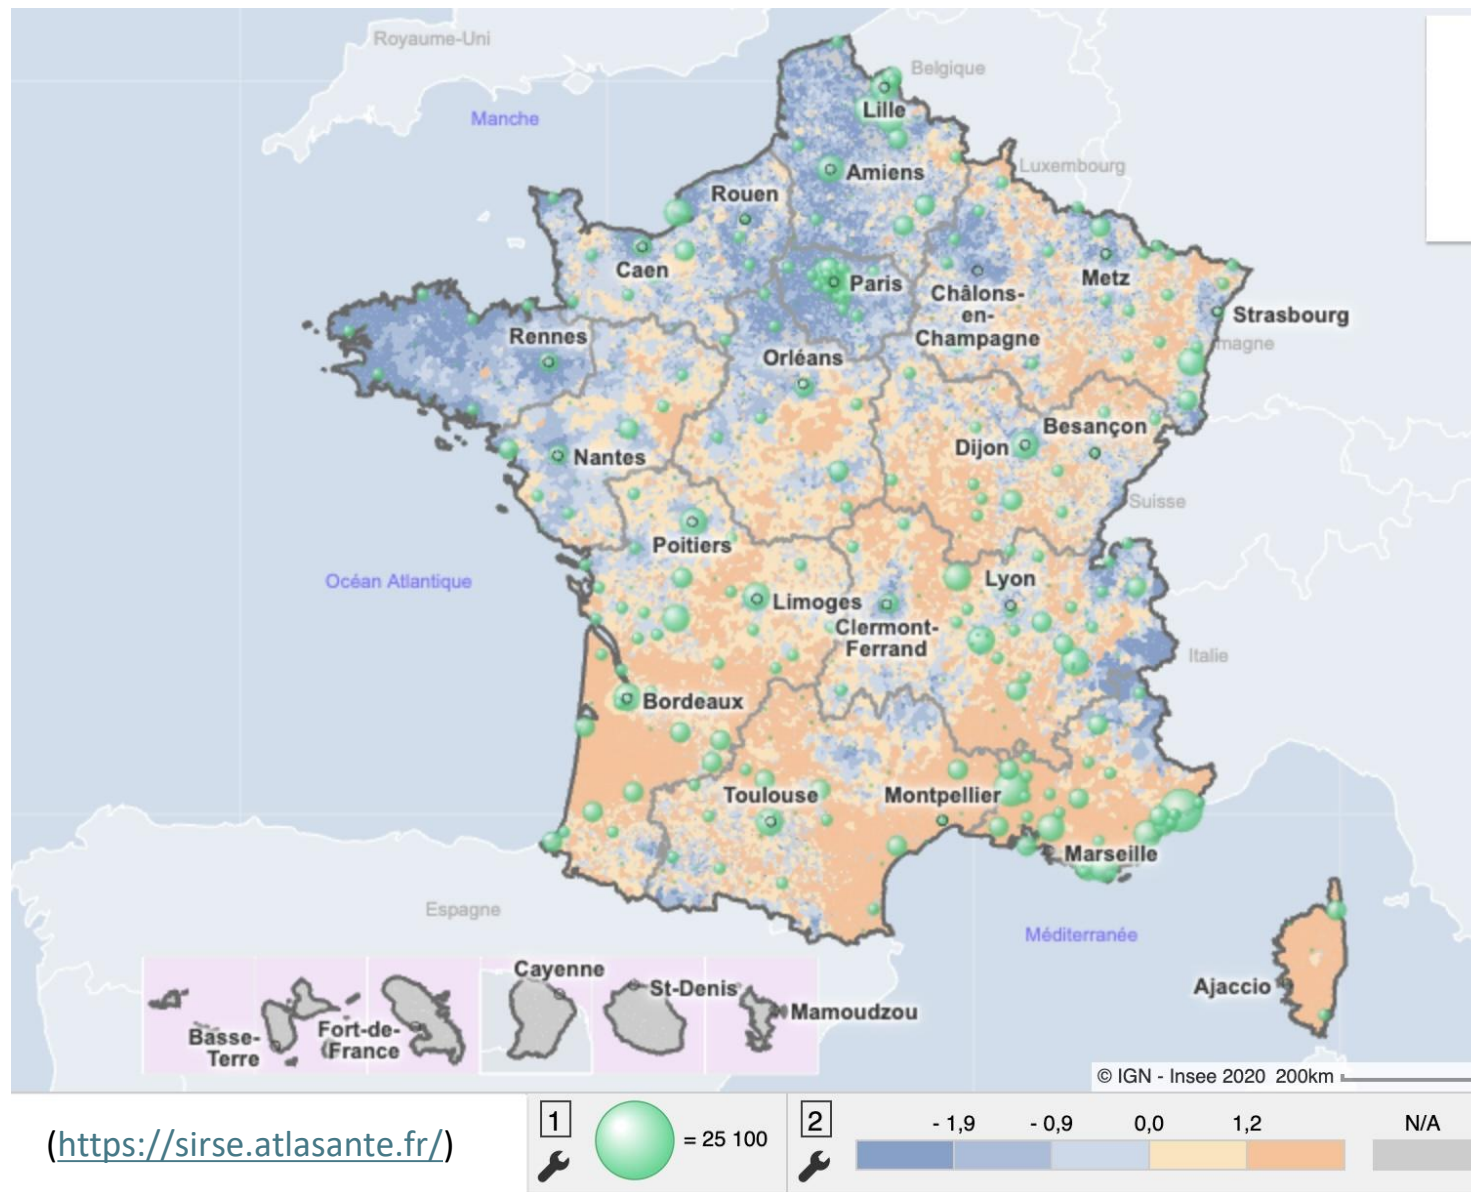 Royaume-Uni
Belgique
Manche
Lille
Luxembourg
Amiens
Rouen
Caen
Paris
Metz
Châlons-
en-
Champagne
Strasbourg
magne
Rennes
Orléans
Besançon
Dijon
Nantes
Suisse
Poitiers
Océan Atlantique
Lyon
Limoges
Clermont-
Ferrand
Italie
Bordeaux
Toulouse
Montpellier
Marseille
Espagne
Méditerranée
Ajaccio
Cayenne
St-Denis
Mamoudzou
Basse-
Terre
Fort-de-
France
© IGN - Insee 2020 200km
(https://sirse.atlasante.fr/)
1
= 25 100
2
- 1,9 - 0,9 0,0 1,2 N/A